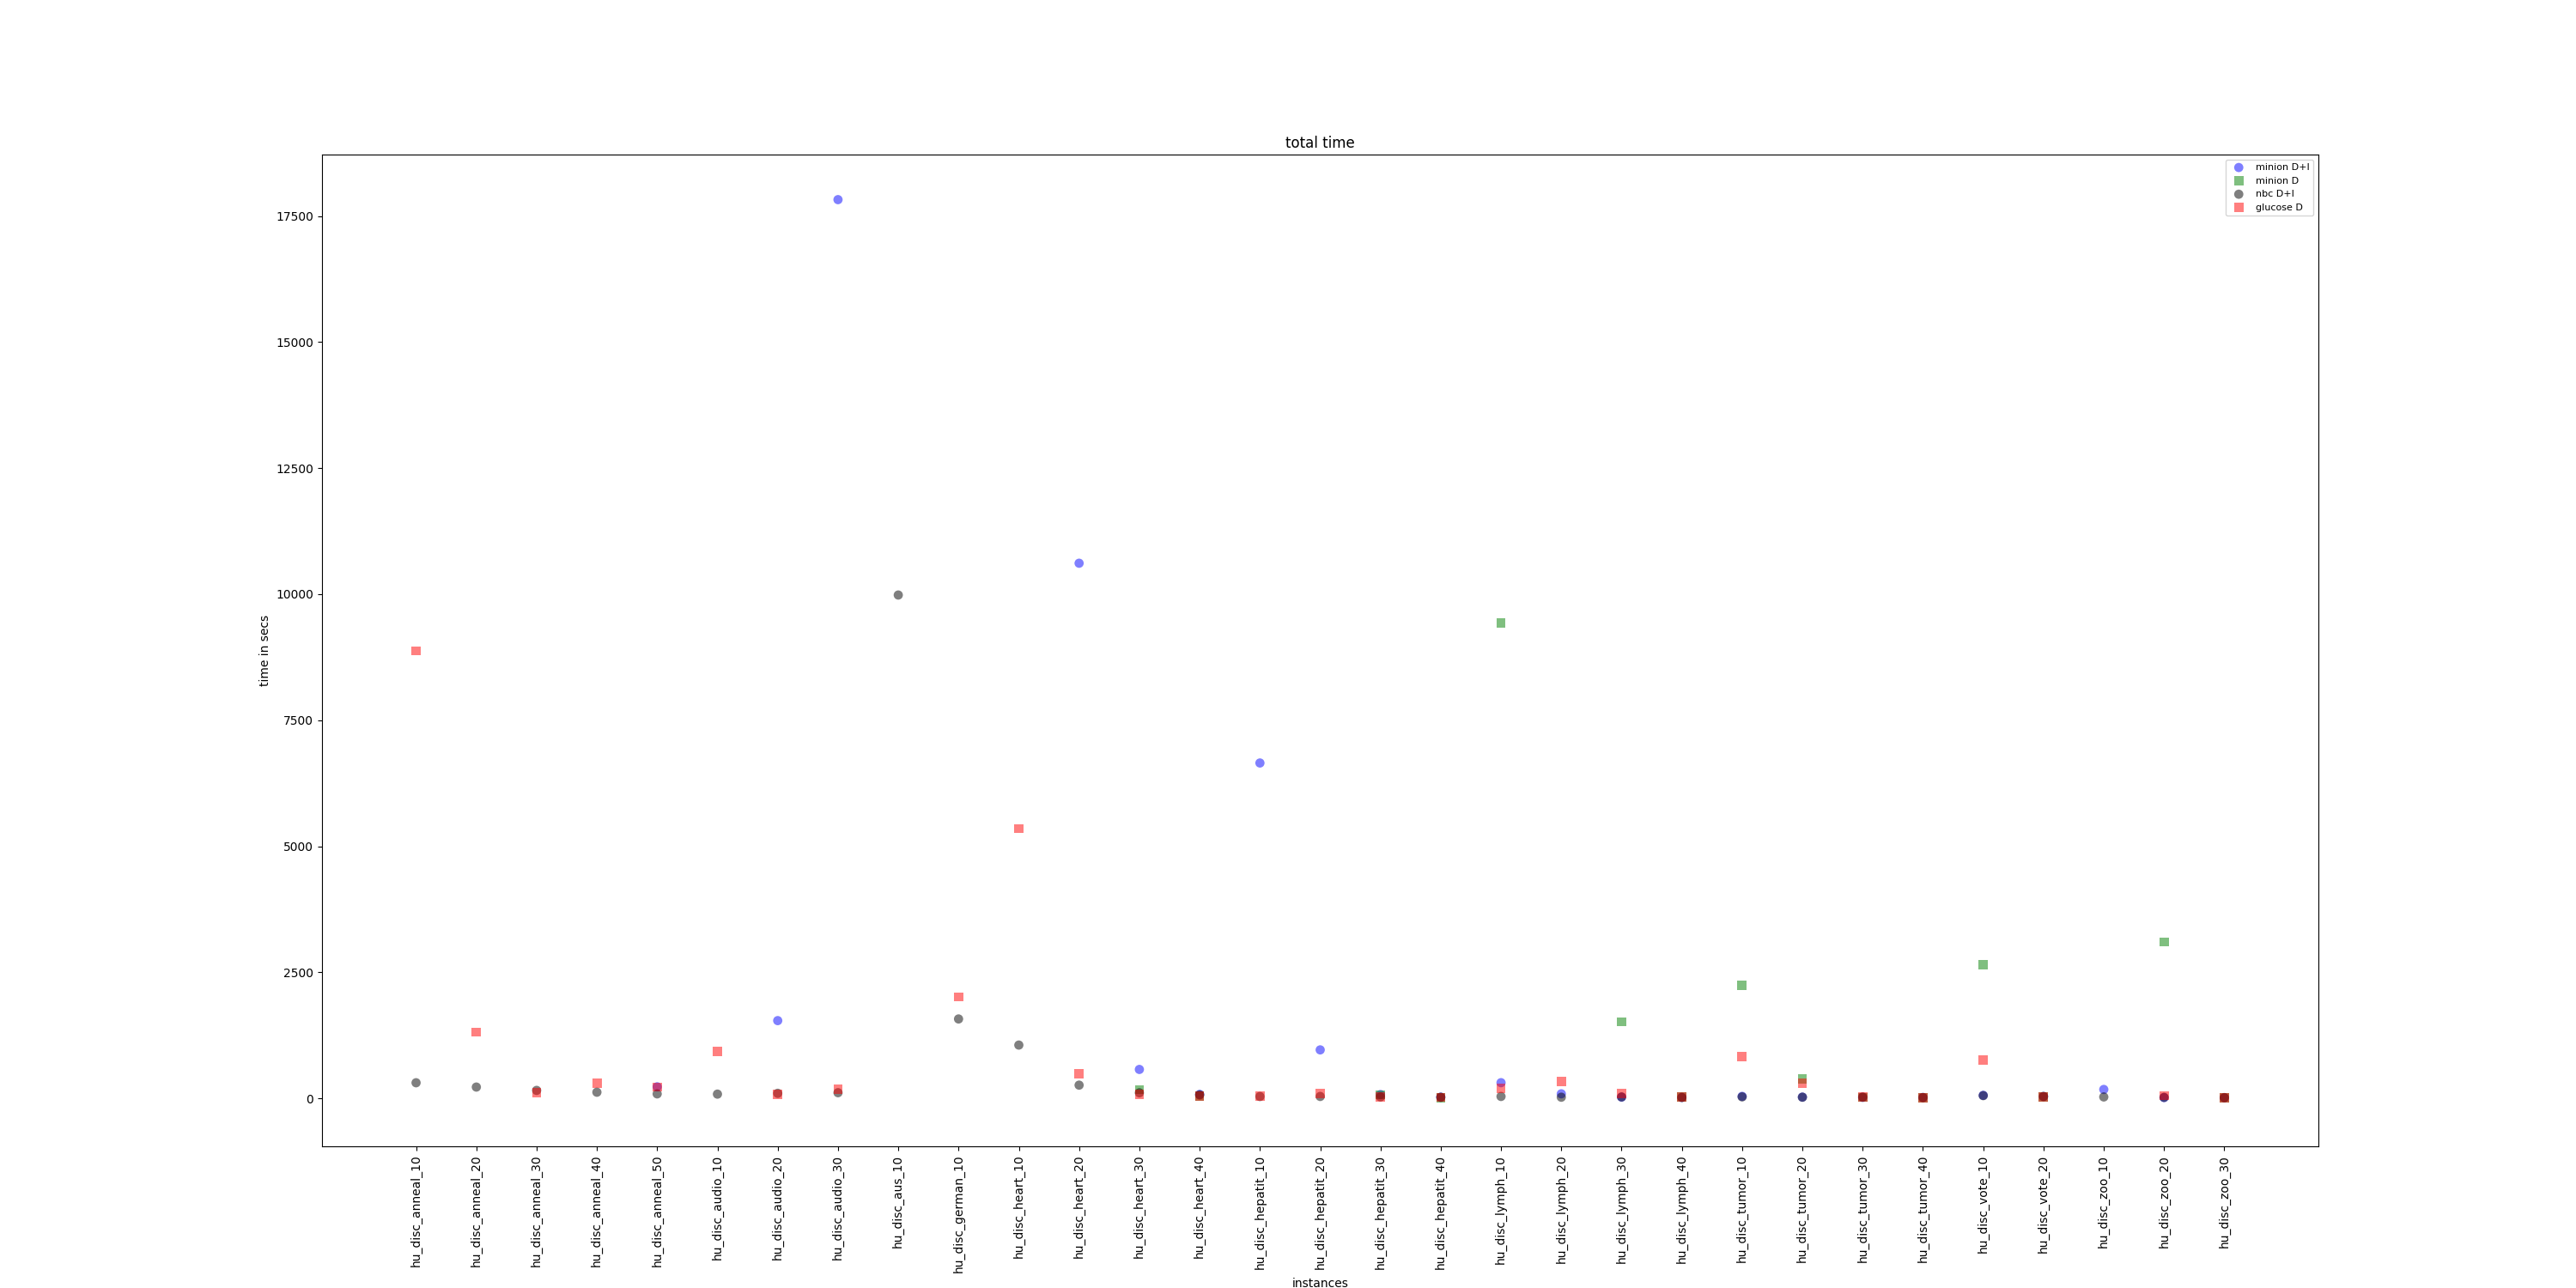 total time
minion D+I
minion D
nbc D+I
glucose D
17500
15000
12500
10000
7500
5000
2500
0
time in secs
hu_disc_anneal_10
hu_disc_anneal_20
hu_disc_anneal_30
hu_disc_anneal_40
hu_disc_anneal_50
hu_disc_audio_10
hu_disc_audio_20
hu_disc_audio_30
hu_disc_aus_10
hu_disc_german_10
hu_disc_heart_10
hu_disc_heart_20
hu_disc_heart_30
hu_disc_heart_40
hu_disc_hepatit_10
hu_disc_hepatit_20
hu_disc_hepatit_30
hu_disc_hepatit_40
hu_disc_lymph_10
hu_disc_lymph_20
hu_disc_lymph_30
hu_disc_lymph_40
hu_disc_tumor_10
hu_disc_tumor_20
hu_disc_tumor_30
hu_disc_tumor_40
hu_disc_vote_10
hu_disc_vote_20
hu_disc_zoo_10
hu_disc_zoo_20
hu_disc_zoo_30
instances